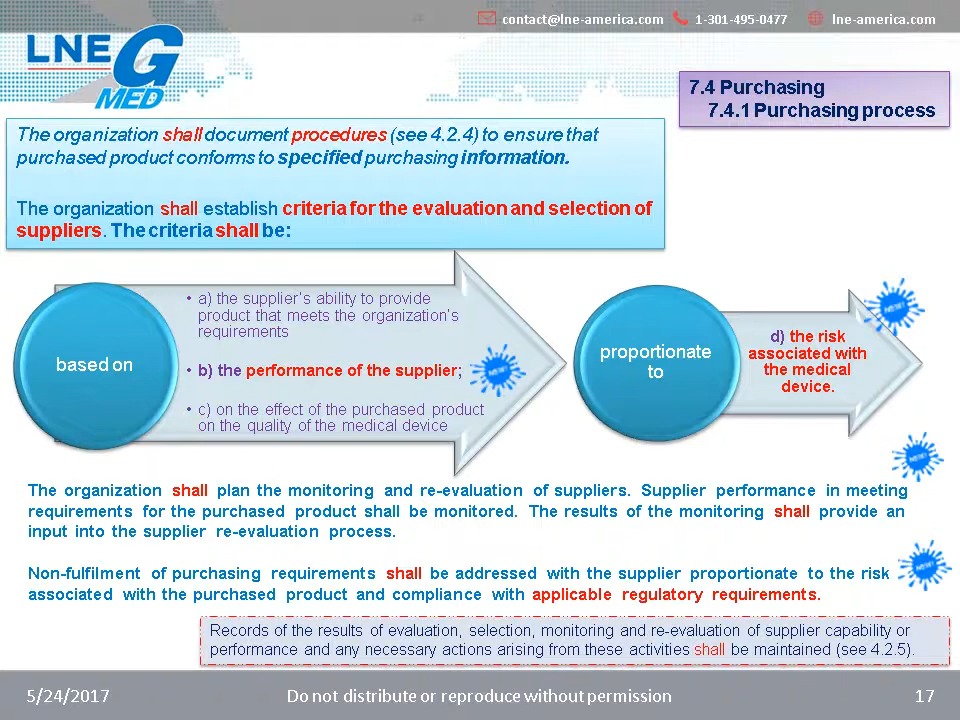 contact@lne-america.com 1-301-495-0477 lne-america.com
LNE G
MED
7.4 Purchasing
7.4.1 Purchasing process
The organization shall document procedures (see 4.2.4) to ensure that
purchased product conforms to specified purchasing information.
The organization shall establish criteria for the evaluation and selection of
suppliers. The criteria shall be:
based on
• a) the supplier's ability to provide
product that meets the organization's
requirements
• b) the performance of the supplier;
NEW!
• c) on the effect of the purchased product
on the quality of the medical device
proportionate
to
d) the risk
associated with
the medical
device.
NEW!
NEW!
The organization shall plan the monitoring and re-evaluation of suppliers. Supplier performance in meeting
requirements for the purchased product shall be monitored. The results of the monitoring shall provide an
input into the supplier re-evaluation process.
Non-fulfilment of purchasing requirements shall be addressed with the supplier proportionate to the risk
associated with the purchased product and compliance with applicable regulatory requirements.
NEW!
Records of the results of evaluation, selection, monitoring and re-evaluation of supplier capability or
performance and any necessary actions arising from these activities shall be maintained (see 4.2.5).
5/24/2017 Do not distribute or reproduce without permission 17